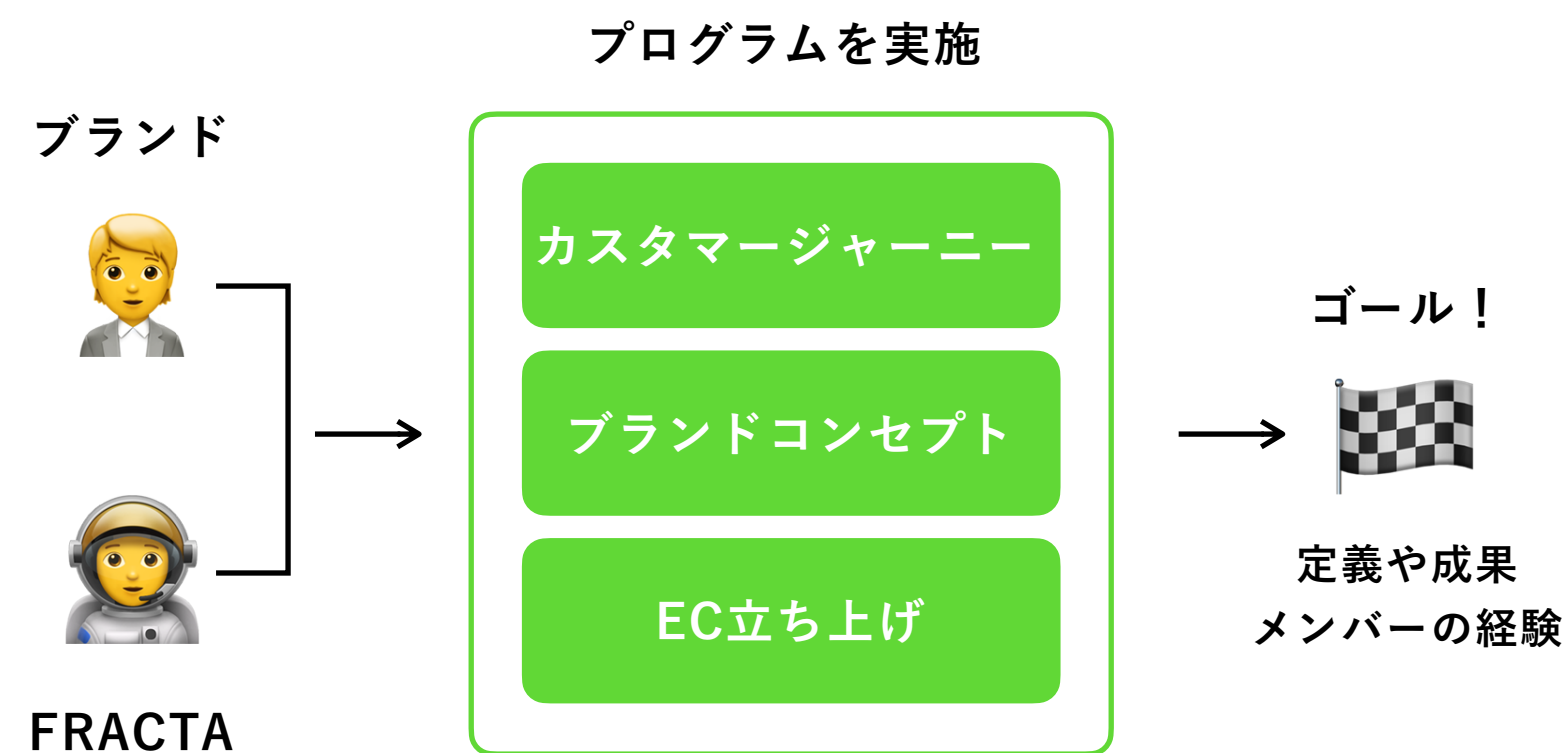 プログラムを実施
ブランド
FRACTA
カスタマージャーニー
ブランドコンセプト
EC立ち上げ
ゴール！
定義や成果
メンバーの経験